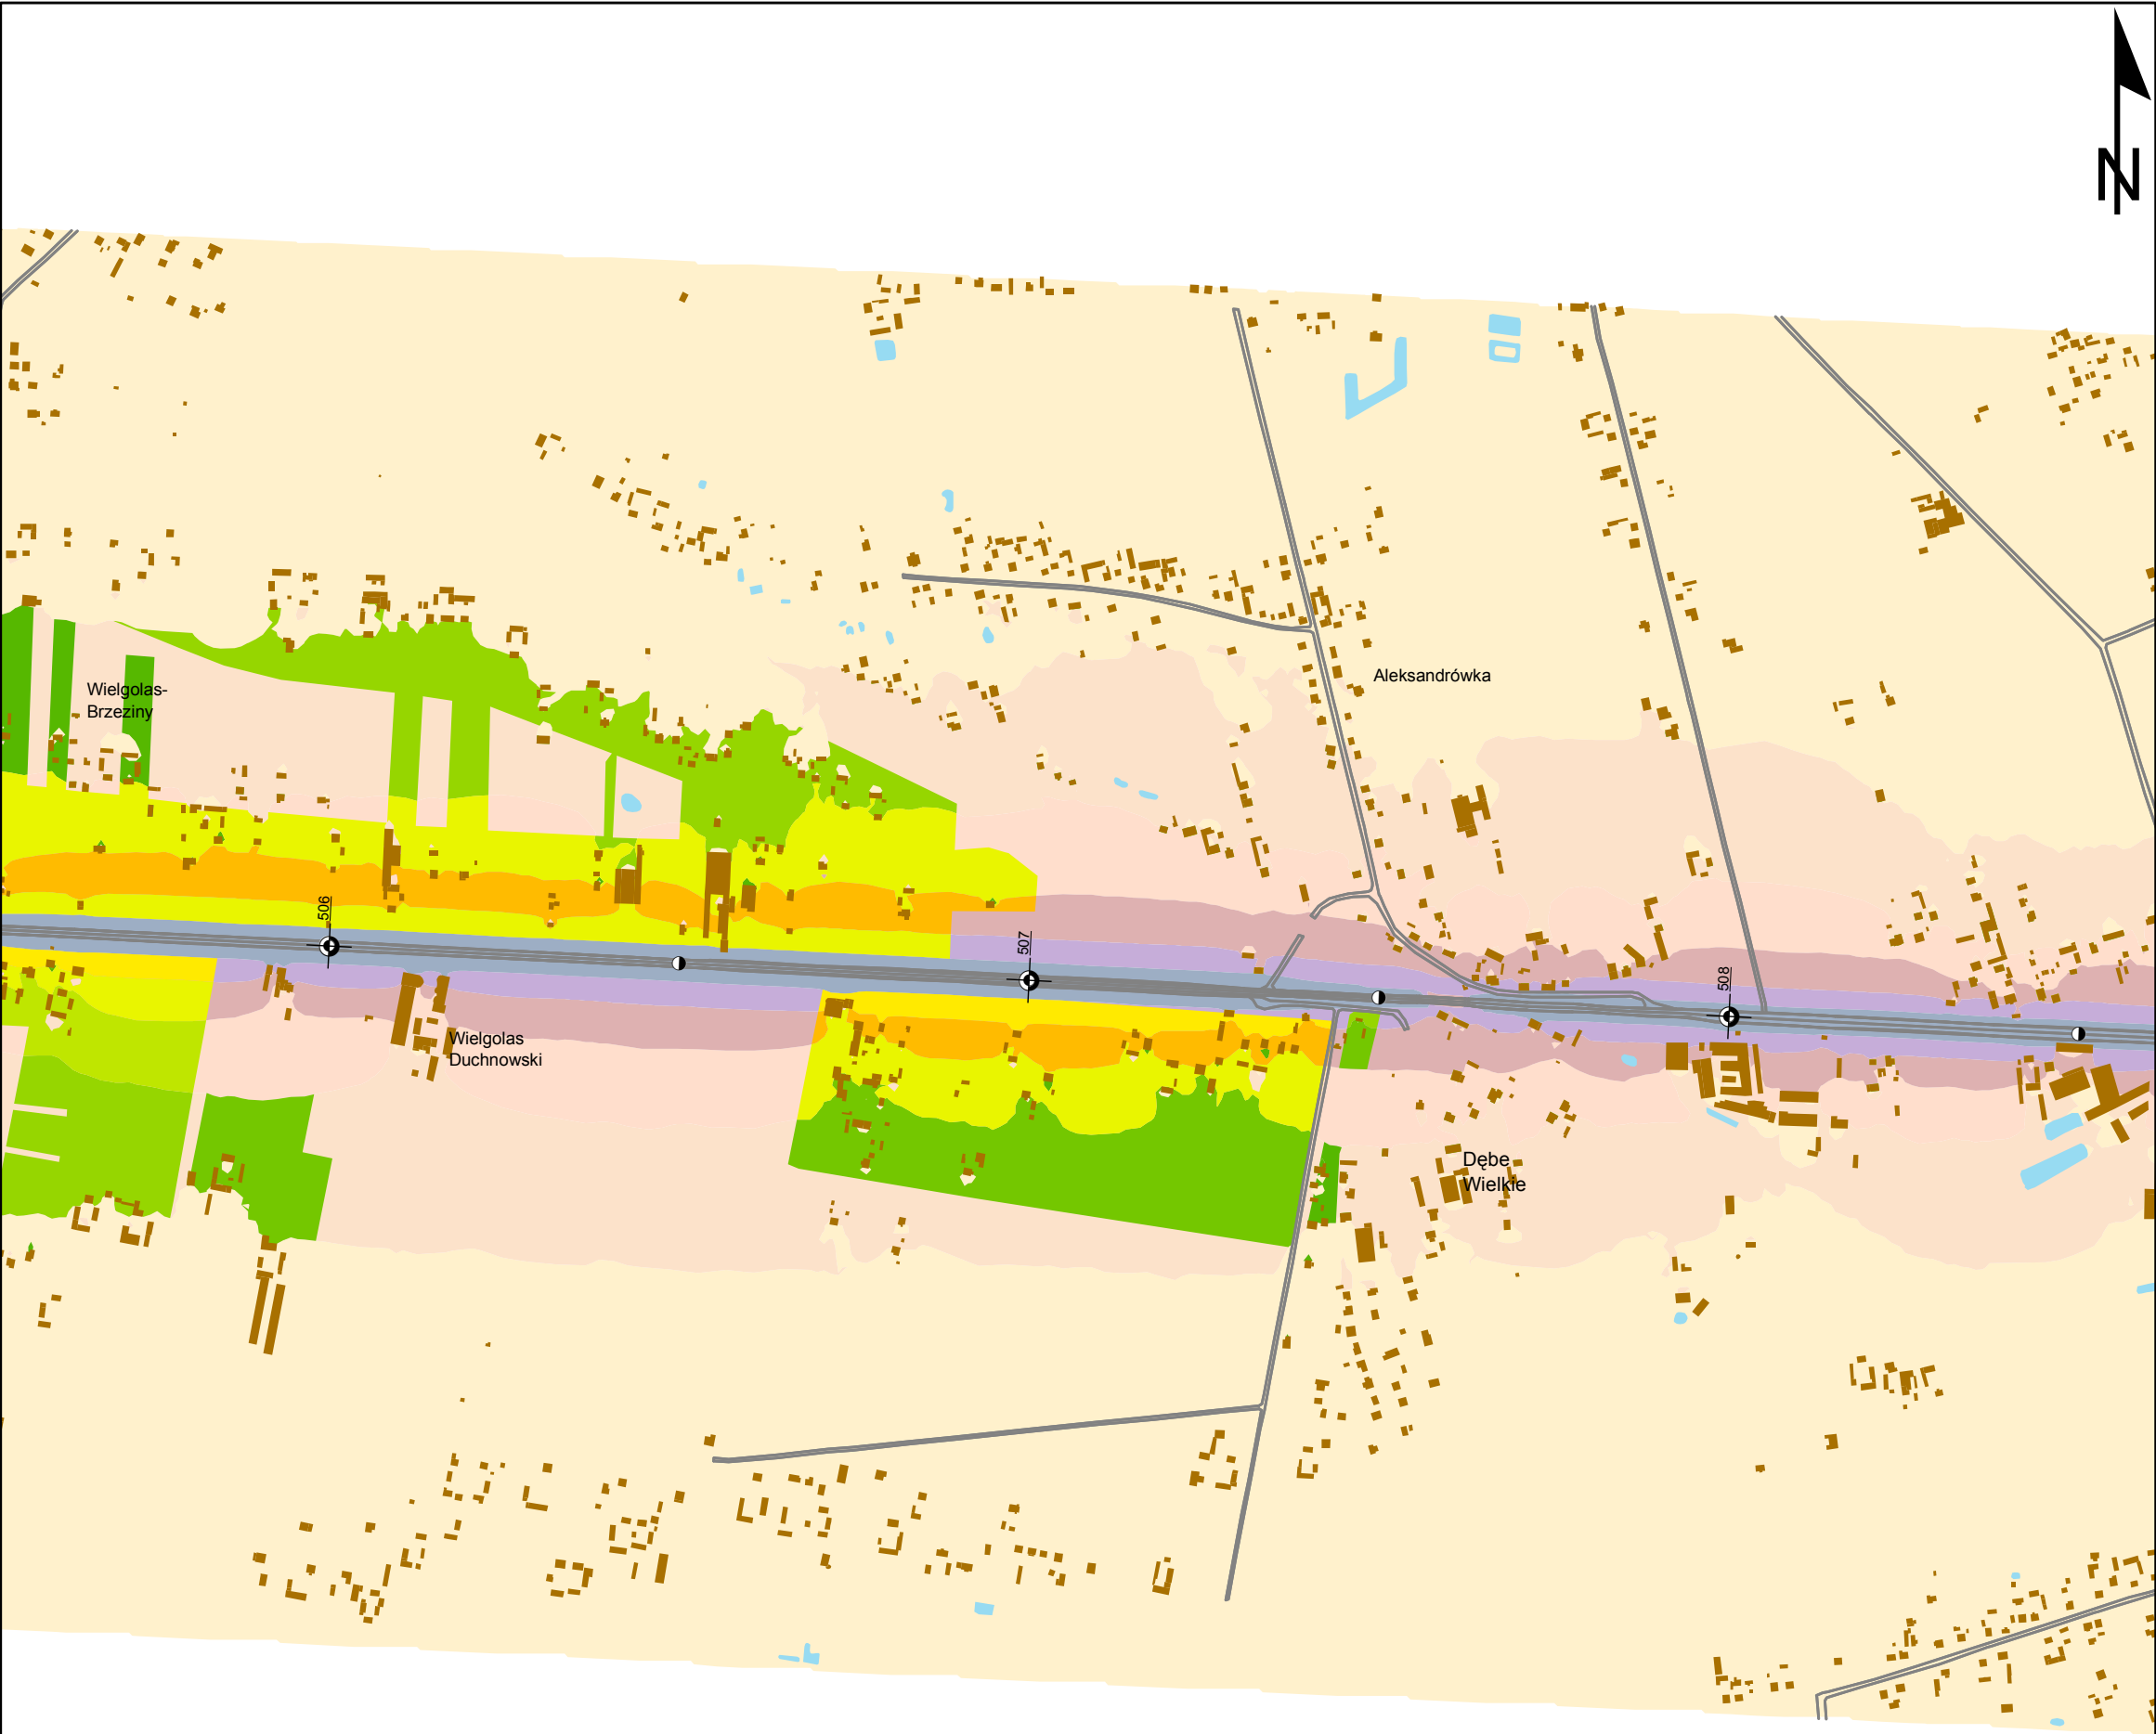 N
Wielgolas-
Brzeziny
Aleksandrówka
506
507
508
Wielgolas
Duchnowski
Dębe
Wielkie